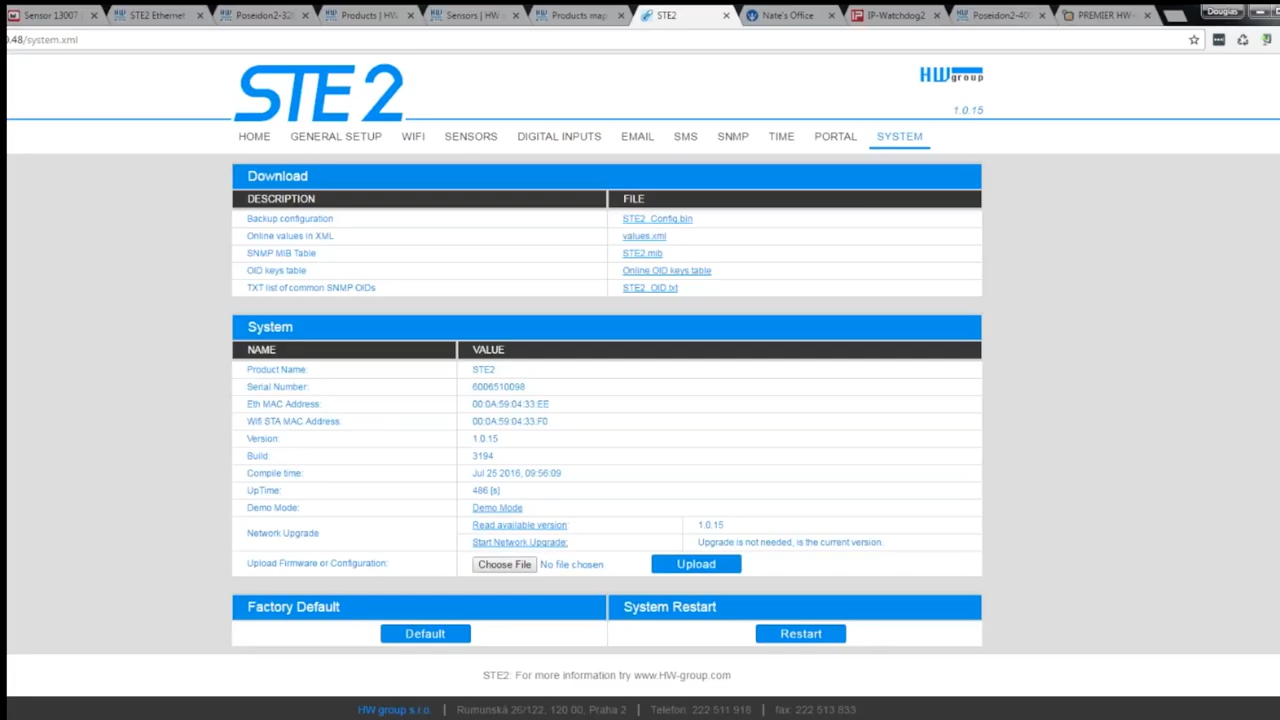 Sensor 13007 STE2 Ethernet Poseidon2-32 Products | HW Sensors | HW Products map STE2 Nate's Office IP-Watchdog2 Poseidon2-400 PREMIER HW- Douglas
0.48/system.xml
STE2
HW group
1.0.15
HOME GENERAL SETUP WIFI SENSORS DIGITAL INPUTS EMAIL SMS SNMP TIME PORTAL SYSTEM
Download
DESCRIPTION FILE
Backup configuration STE2_Config.bin
Online values in XML values.xml
SNMP MIB Table STE2.mib
OID keys table Online OID keys table
TXT list of common SNMP OIDs STE2_OID.txt
System
NAME VALUE
Product Name: STE2
Serial Number: 6006510098
Eth MAC Address: 00:0A:59:04:33:EE
Wifi STA MAC Address: 00:0A:59:04:33:F0
Version: 1.0.15
Build: 3194
Compile time: Jul 25 2016, 09:56:09
UpTime: 486 [s]
Demo Mode: Demo Mode
Network Upgrade
Read available version: 1.0.15
Start Network Upgrade: Upgrade is not needed, is the current version.
Upload Firmware or Configuration: Choose File No file chosen Upload
Factory Default System Restart
Default Restart
STE2: For more information try www.HW-group.com
HW group s.r.o. | Rumunská 26/122, 120 00, Praha 2 | Telefon: 222 511 918 | fax: 222 513 833